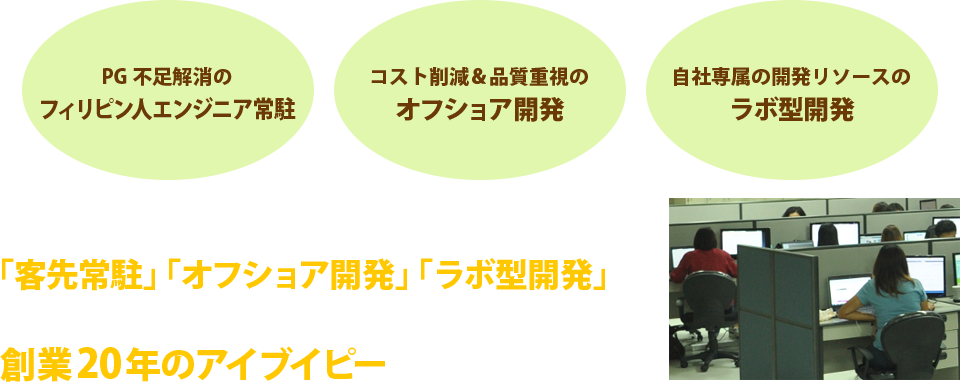 PG 不足解消の
フィリピン人エンジニア常駐
コスト削減&品質重視の
オフショア開発
自社専属の開発リソースの
ラボ型開発
「客先常駐」「オフショア開発」「ラボ型開発」
創業20年のアイブイピー